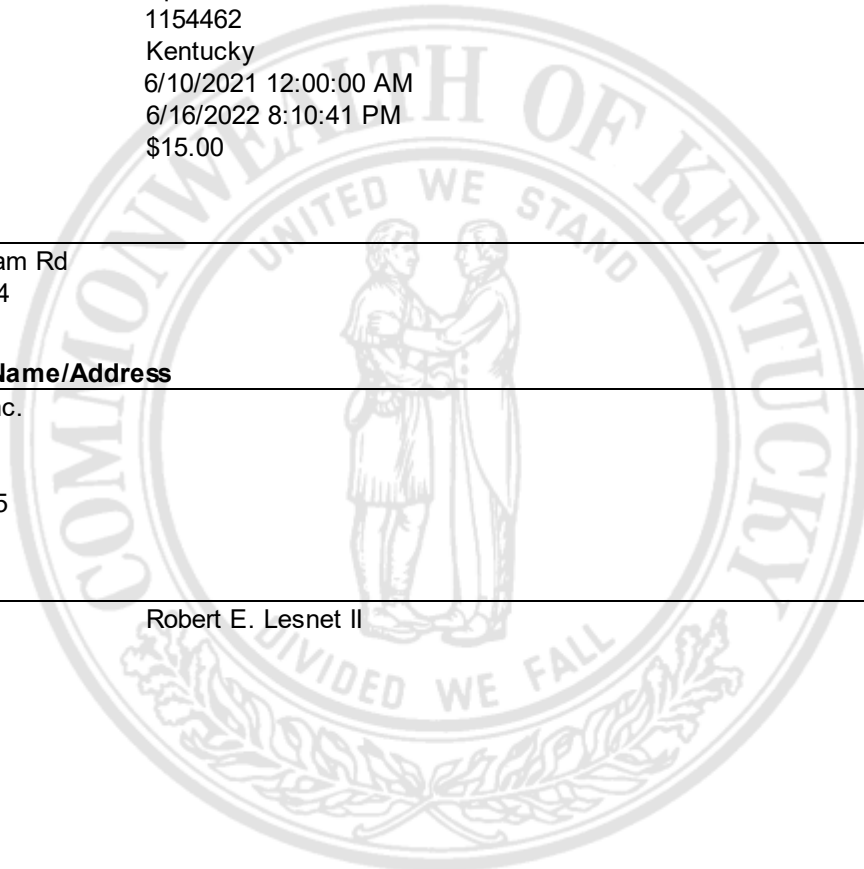 1154462
Kentucky
6/10/2021 12:00:00 AM
6/16/2022 8:10:41 PM
$15.00
am Rd
4
Name/Address
nc.
5
Robert E. Lesnet II
COMMONWEALTH OF KENTUCKY
UNITED WE STAND
DIVIDED WE FALL